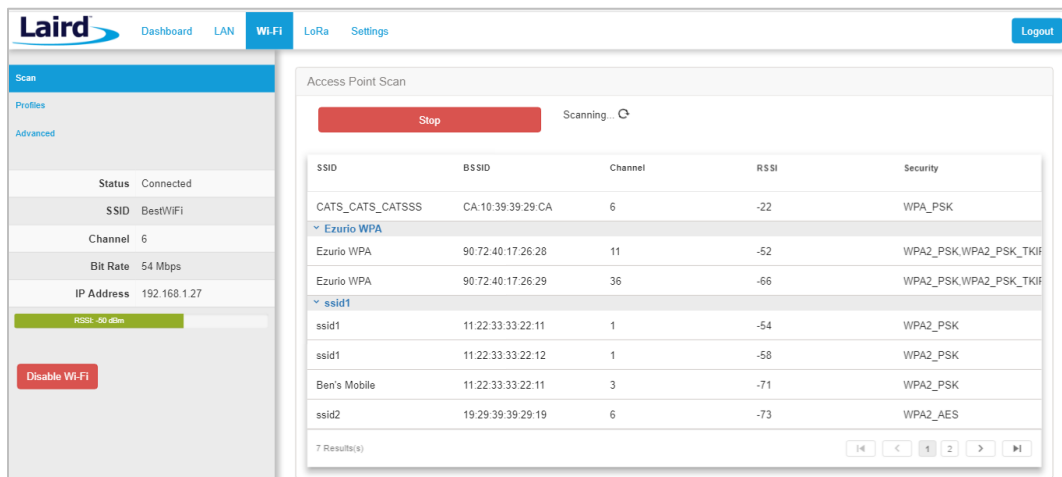 Laird Dashboard LAN Wi-Fi LoRa Settings Logout
Scan
Profiles
Advanced
Status Connected
SSID BestWiFi
Channel 6
Bit Rate 54 Mbps
IP Address 192.168.1.27
RSSI: -50 dBm
Disable Wi-Fi
Access Point Scan
Stop Scanning...
SSID BSSID Channel RSSI Security
CATS_CATS_CATSSS CA:10:39:39:29:CA 6 -22 WPA_PSK
Ezurio WPA
Ezurio WPA 90:72:40:17:26:28 11 -52 WPA2_PSK,WPA2_PSK_TKIP
Ezurio WPA 90:72:40:17:26:29 36 -66 WPA2_PSK,WPA2_PSK_TKIP
ssid1
ssid1 11:22:33:33:22:11 1 -54 WPA2_PSK
ssid1 11:22:33:33:22:12 1 -58 WPA2_PSK
Ben's Mobile 11:22:33:33:22:11 3 -71 WPA2_PSK
ssid2 19:29:39:39:29:19 6 -73 WPA2_AES
7 Results(s) 1 2